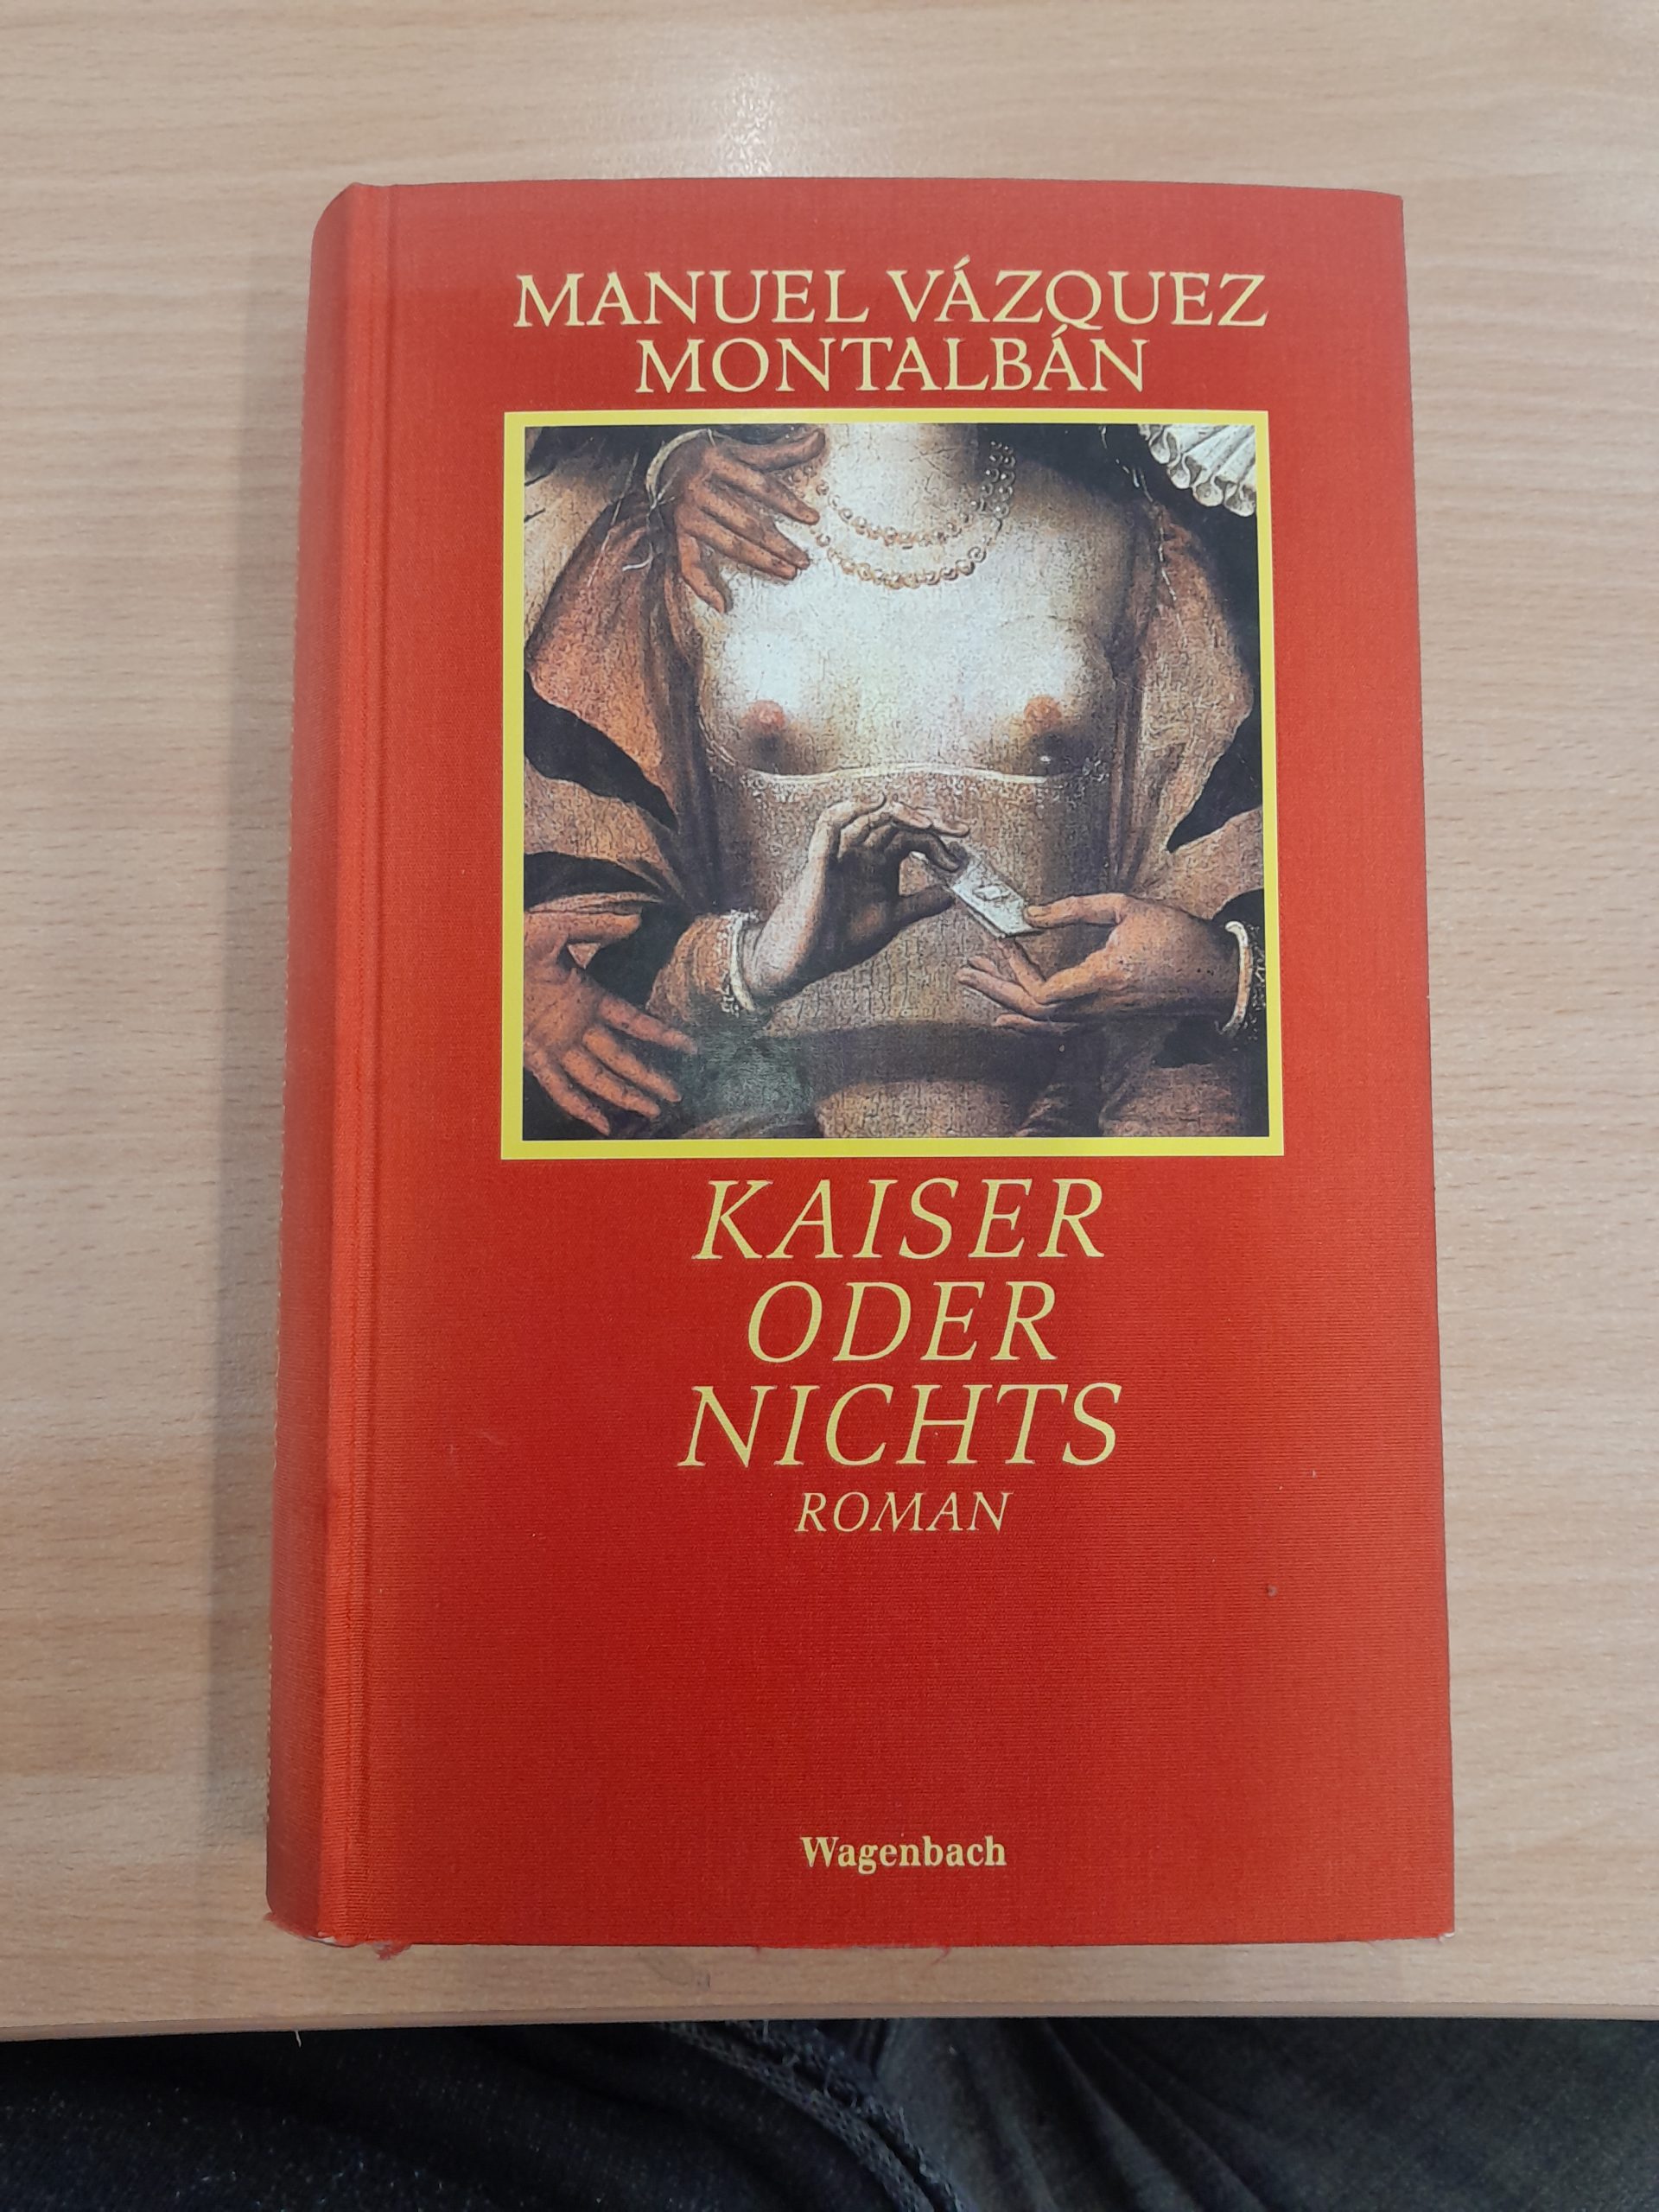 MANUEL VÁZQUEZ
MONTALBÁN
KAISER
ODER
NICHTS
ROMAN
Wagenbach